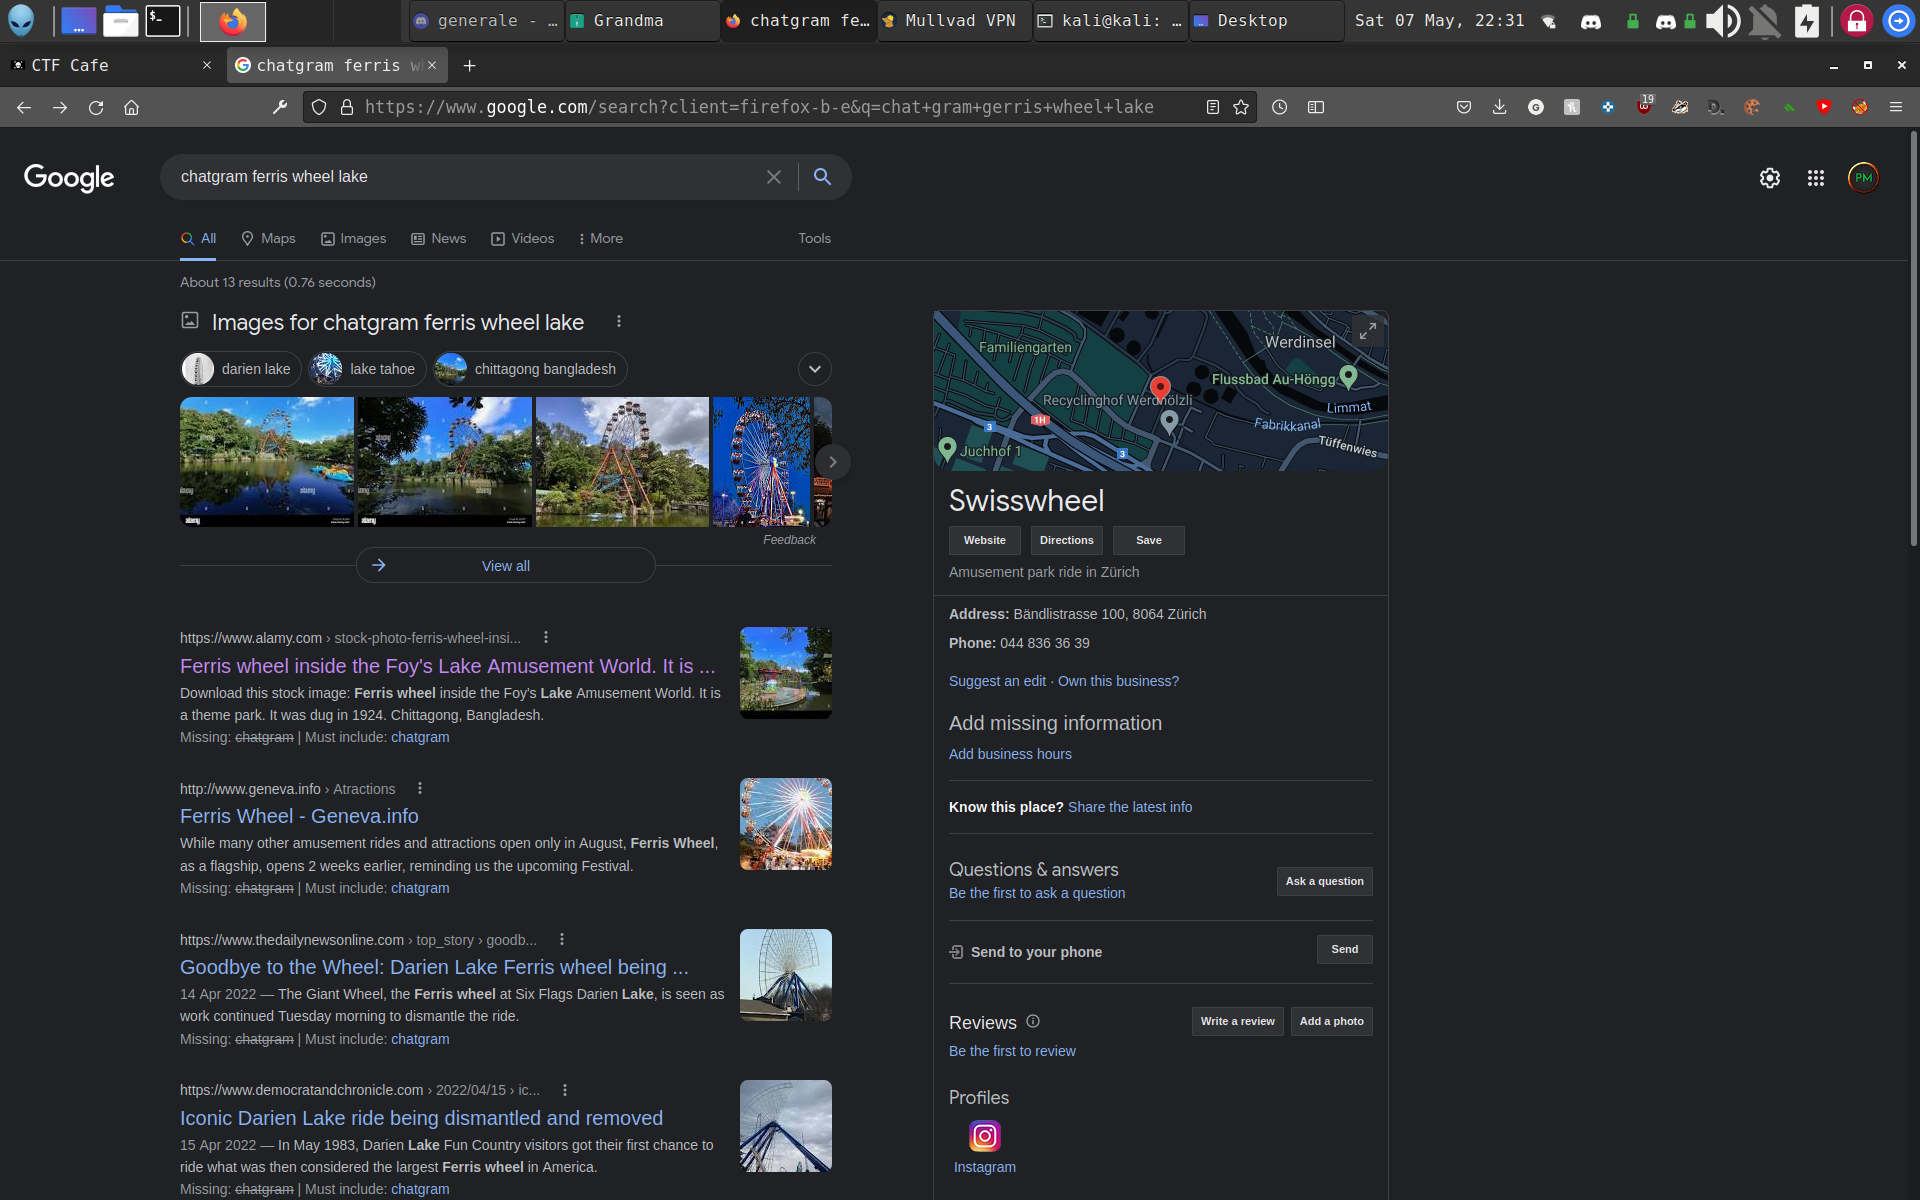 generale - …
Grandma
chatgram fe…
Mullvad VPN
kali@kali: …
Desktop
Sat 07 May, 22:31
CTF Cafe
chatgram ferris w
https://www.google.com/search?client=firefox-b-e&q=chat+gram+gerris+wheel+lake
19
Google
chatgram ferris wheel lake
PM
All
Maps
Images
News
Videos
More
Tools
About 13 results (0.76 seconds)
Images for chatgram ferris wheel lake
darien lake
lake tahoe
chittagong bangladesh
alamy
alamy
Feedback
View all
https://www.alamy.com › stock-photo-ferris-wheel-insi...
Ferris wheel inside the Foy's Lake Amusement World. It is ...
Download this stock image: Ferris wheel inside the Foy's Lake Amusement World. It is
a theme park. It was dug in 1924. Chittagong, Bangladesh.
Missing: chatgram | Must include: chatgram
http://www.geneva.info › Atractions
Ferris Wheel - Geneva.info
While many other amusement rides and attractions open only in August, Ferris Wheel,
as a flagship, opens 2 weeks earlier, reminding us the upcoming Festival.
Missing: chatgram | Must include: chatgram
https://www.thedailynewsonline.com › top_story › goodb...
Goodbye to the Wheel: Darien Lake Ferris wheel being ...
14 Apr 2022 — The Giant Wheel, the Ferris wheel at Six Flags Darien Lake, is seen as
work continued Tuesday morning to dismantle the ride.
Missing: chatgram | Must include: chatgram
https://www.democratandchronicle.com › 2022/04/15 › ic...
Iconic Darien Lake ride being dismantled and removed
15 Apr 2022 — In May 1983, Darien Lake Fun Country visitors got their first chance to
ride what was then considered the largest Ferris wheel in America.
Missing: chatgram | Must include: chatgram
Familiengarten
Werdinsel
Flussbad Au-Höngg
Recyclinghof Werdhölzli
Limmat
1H
3
Fabrikkanal
Tüffenwies
Juchhof 1
3
Swisswheel
Website
Directions
Save
Amusement park ride in Zürich
Address: Bändlistrasse 100, 8064 Zürich
Phone: 044 836 36 39
Suggest an edit · Own this business?
Add missing information
Add business hours
Know this place? Share the latest info
Questions & answers
Be the first to ask a question
Ask a question
Send to your phone
Send
Reviews
Write a review
Add a photo
Be the first to review
Profiles
Instagram